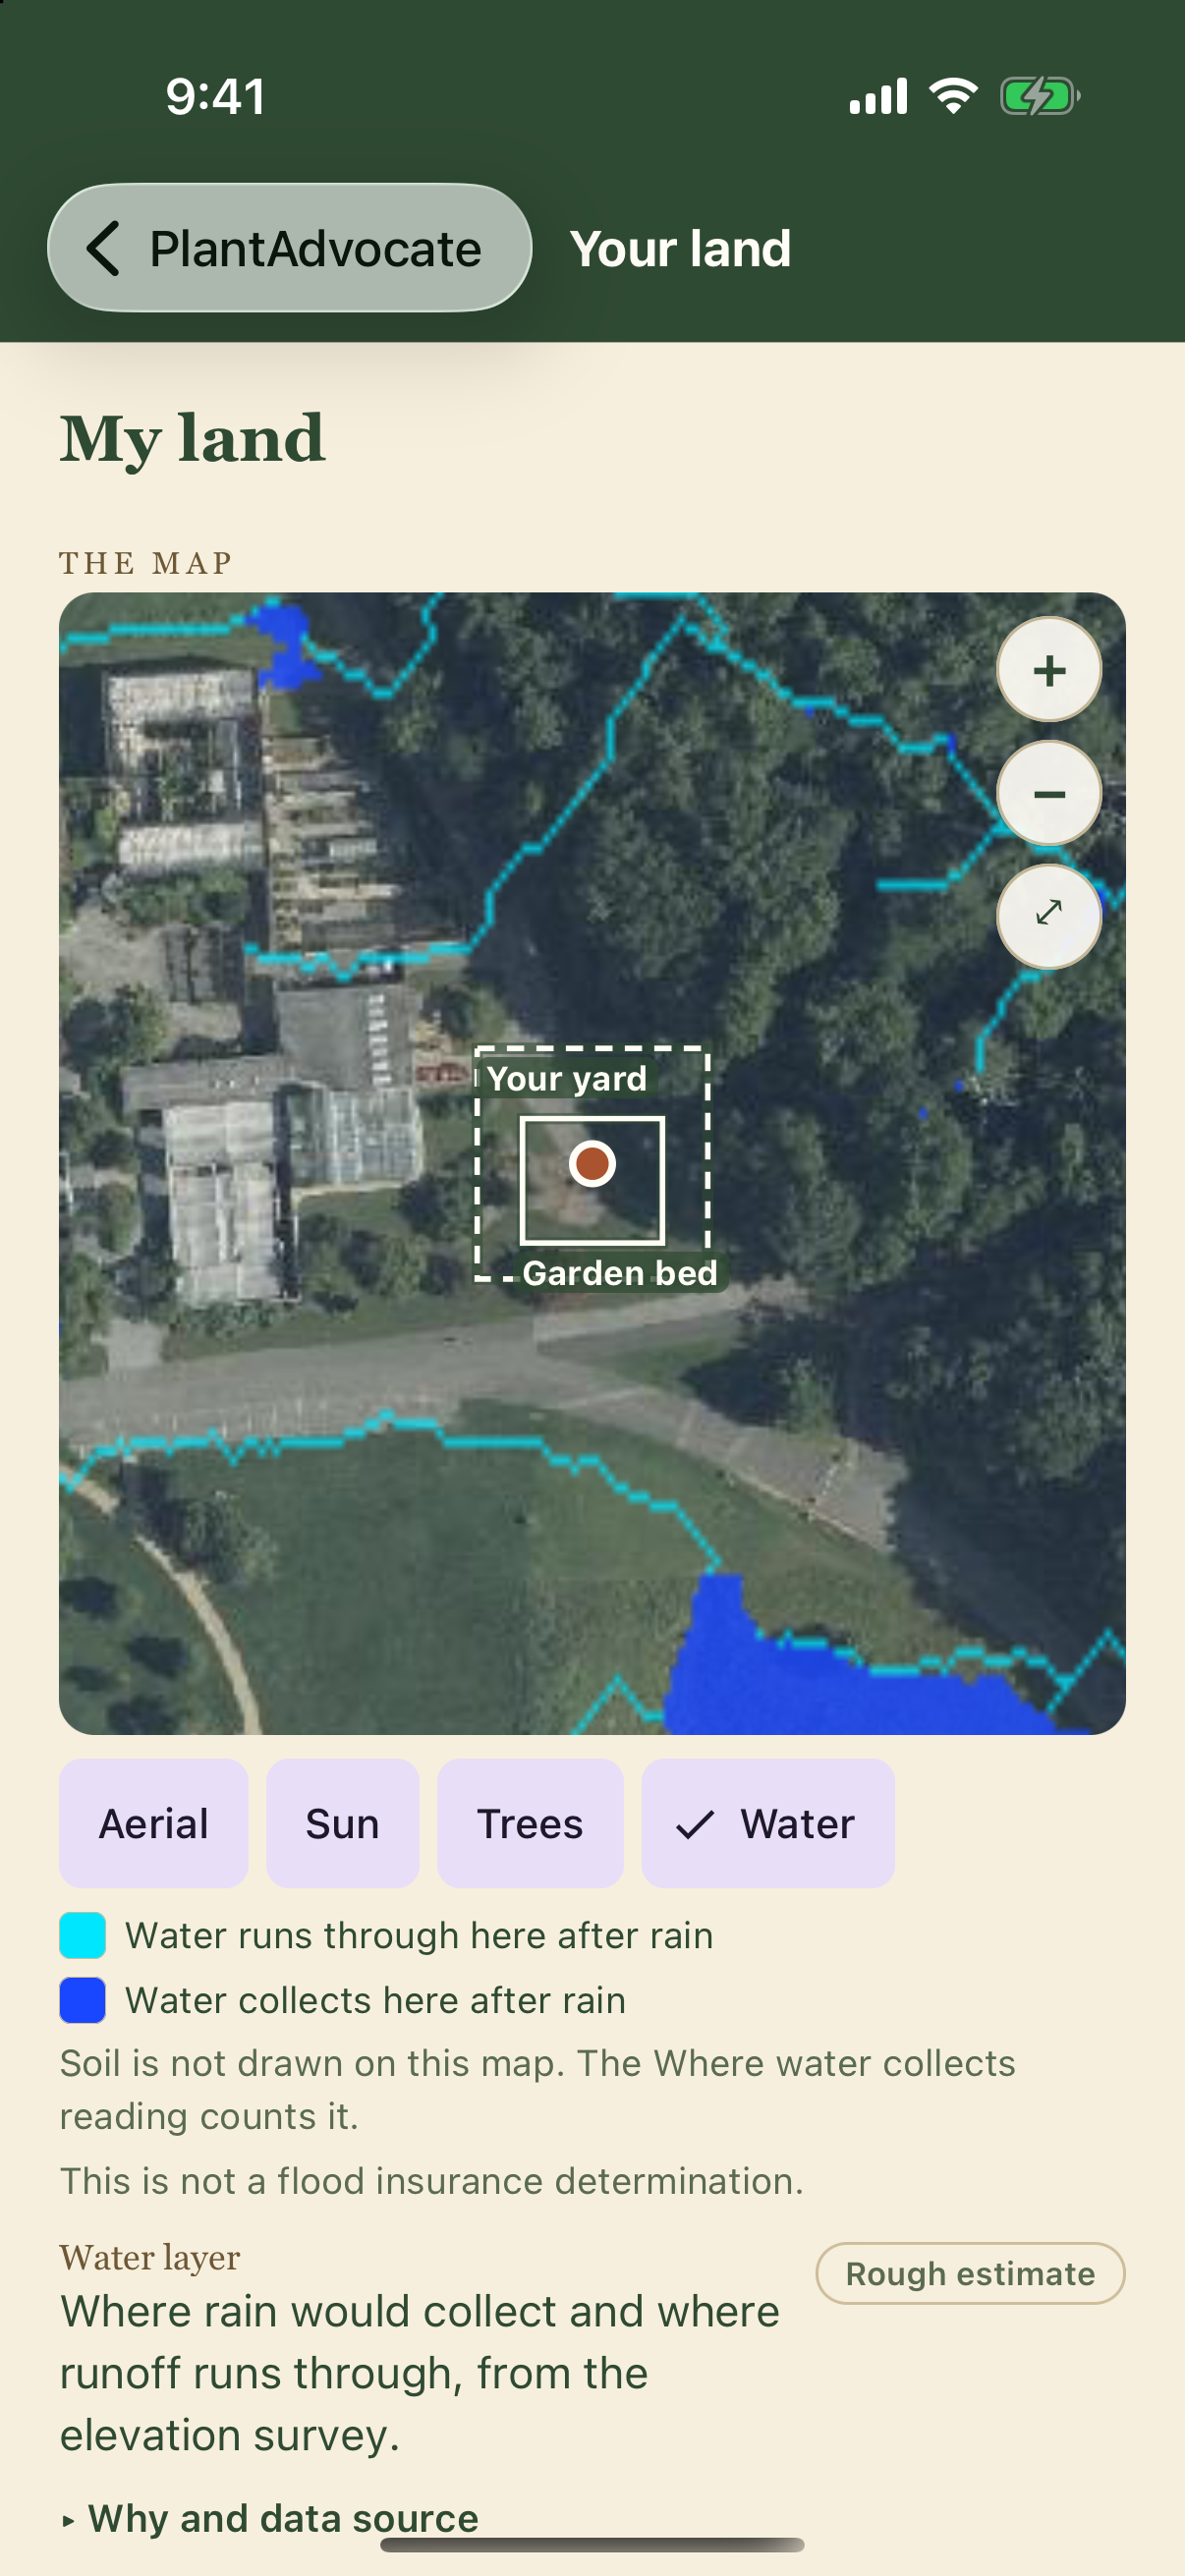 9:41
PlantAdvocate
Your land
My land
THE MAP
+
−
Your yard
Garden bed
Aerial
Sun
Trees
Water
Water runs through here after rain
Water collects here after rain
Soil is not drawn on this map. The Where water collects
reading counts it.
This is not a flood insurance determination.
Water layer
Rough estimate
Where rain would collect and where
runoff runs through, from the
elevation survey.
Why and data source